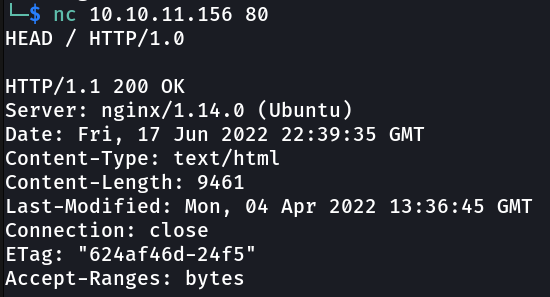 └─$ nc 10.10.11.156 80
HEAD / HTTP/1.0

HTTP/1.1 200 OK
Server: nginx/1.14.0 (Ubuntu)
Date: Fri, 17 Jun 2022 22:39:35 GMT
Content-Type: text/html
Content-Length: 9461
Last-Modified: Mon, 04 Apr 2022 13:36:45 GMT
Connection: close
ETag: "624af46d-24f5"
Accept-Ranges: bytes